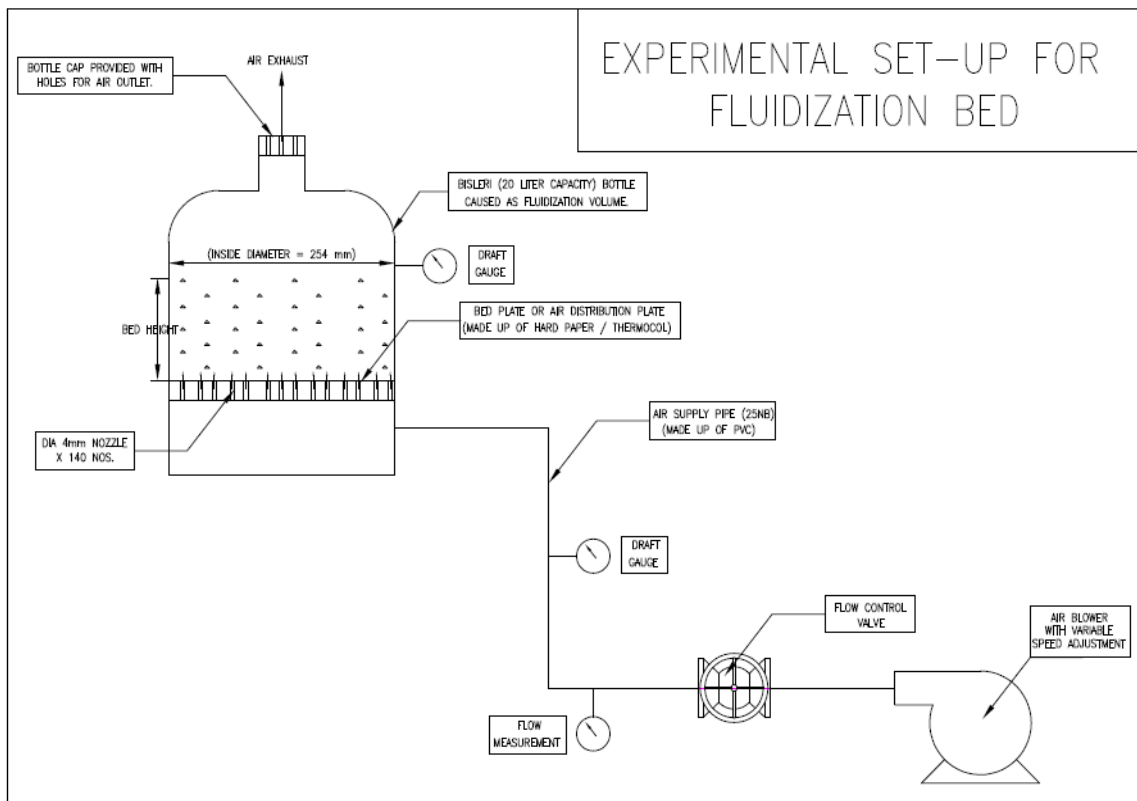 EXPERIMENTAL SET-UP FOR
FLUIDIZATION BED
BOTTLE CAP PROVIDED WITH
HOLES FOR AIR OUTLET.
AIR EXHAUST
BISLERI (20 LITER CAPACITY) BOTTLE
CAUSED AS FLUIDIZATION VOLUME.
(INSIDE DIAMETER = 254 mm)
DRAFT
GAUGE
BED HEIGHT
BED PLATE OR AIR DISTRIBUTION PLATE
(MADE UP OF HARD PAPER / THERMOCOL)
DIA 4mm NOZZLE
X 140 NOS.
AIR SUPPLY PIPE (25NB)
(MADE UP OF PVC)
DRAFT
GAUGE
FLOW CONTROL
VALVE
AIR BLOWER
WITH VARIABLE
SPEED ADJUSTMENT
FLOW
MEASUREMENT